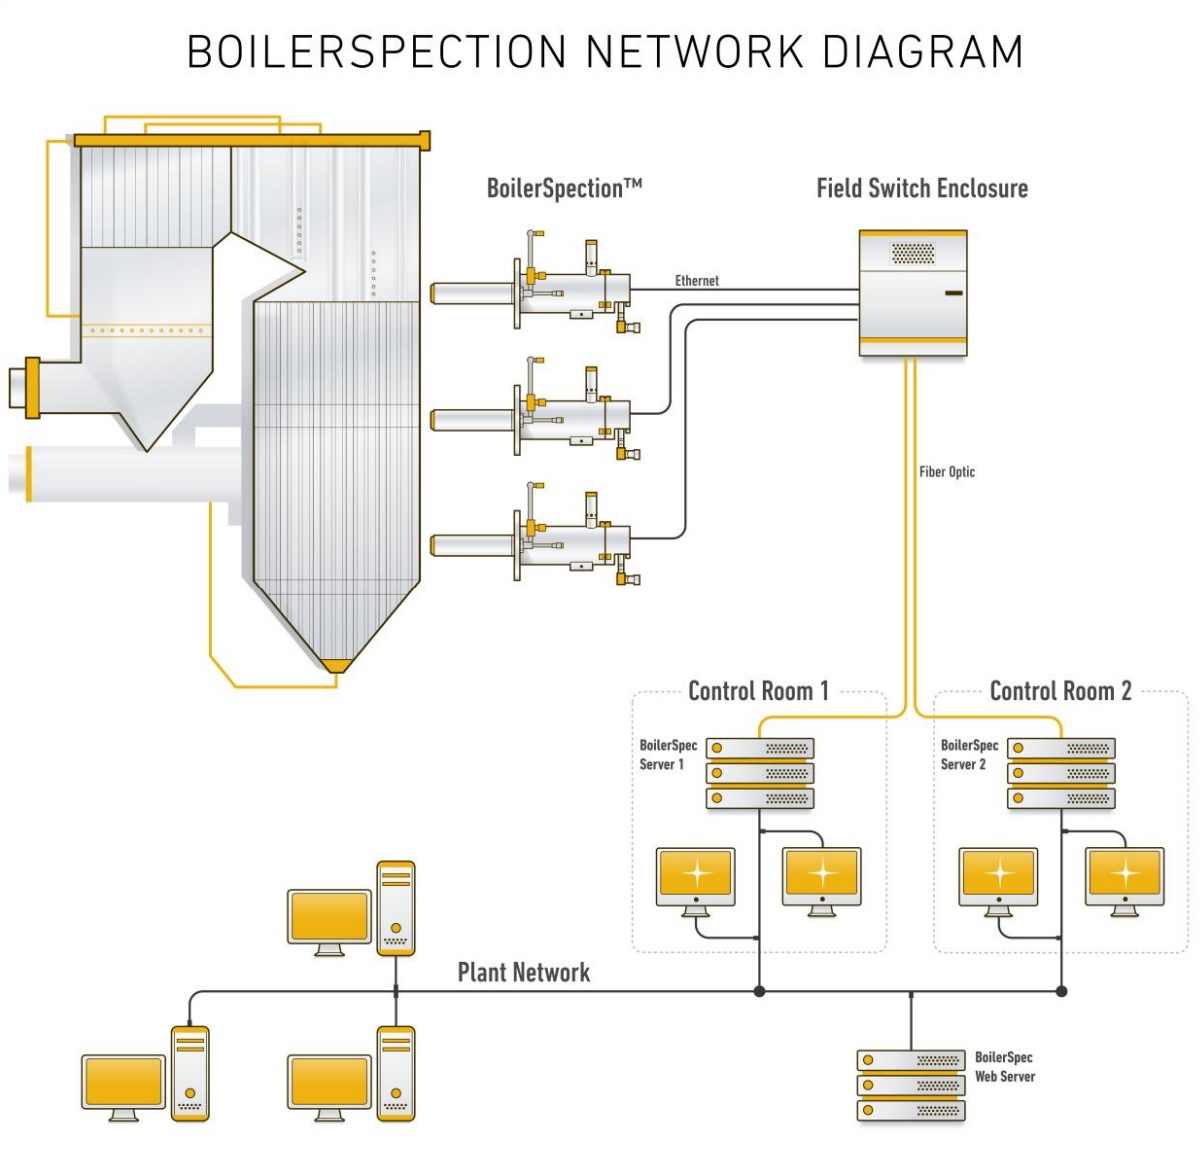 BOILERSPECTION NETWORK DIAGRAM
BoilerSpection™
Field Switch Enclosure
Ethernet
Fiber Optic
Control Room 1
Control Room 2
BoilerSpec
Server 1
BoilerSpec
Server 2
Plant Network
BoilerSpec
Web Server